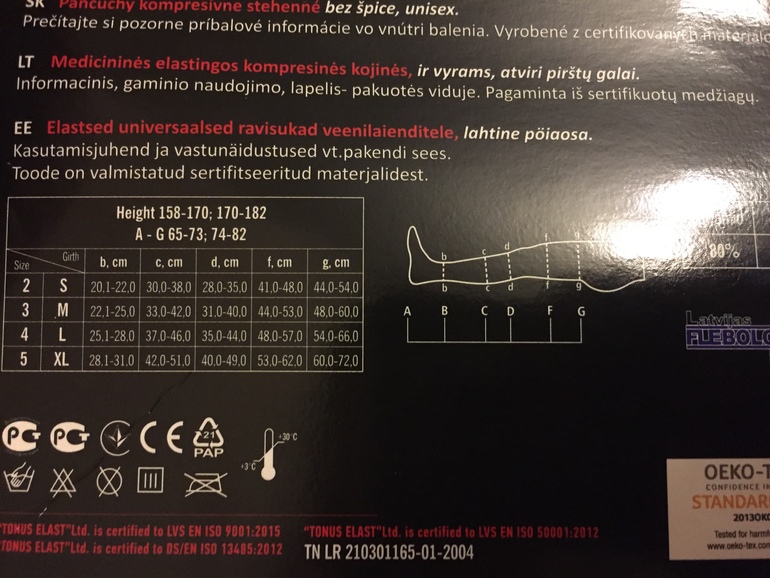 SK Pančuchy kompresívne stehenné bez špice, unisex.
Prečítajte si pozorne príbalové informácie vo vnútri balenia. Vyrobené z certifikovaných
LT Medicininės elastingos kompresinės kojinės, ir vyrams, atviri pirštų galai.
Informacinis, gaminio naudojimo, lapelis- pakuotės viduje. Pagaminta iš sertifikuotų medžiagų.
EE Elastsed universaalsed ravisukad veenilaienditele, lahtine pöiaosa.
Kasutamisjuhend ja vastunäidustused vt.pakendi sees.
Toode on valmistatud sertifitseeritud materjalidest.
Height 158-170; 170-182
A - G 65-73; 74-82
Size Girth b, cm c, cm d, cm f, cm g, cm
2 S 20,1-22,0 30,0-38,0 28,0-35,0 41,0-48,0 44,0-54,0
3 M 22,1-25,0 33,0-42,0 31,0-40,0 44,0-53,0 48,0-60,0
4 L 25,1-28,0 37,0-46,0 35,0-44,0 48,0-57,0 54,0-66,0
5 XL 28,1-31,0 42,0-51,0 40,0-49,0 53,0-62,0 60,0-72,0
b c d f g
b c d f g
A B C D F G
80%
Latvijas
FLEBOLO
PCT PCT CE 21 PAP
+30°C
+3°C
"TONUS ELAST"Ltd. is certified to LVS EN ISO 9001:2015
"TONUS ELAST"Ltd. is certified to LVS EN ISO 50001:2012
"TONUS ELAST"Ltd. is certified to DS/EN ISO 13485:2012
TN LR 210301165-01-2004
OEKO-T
CONFIDENCE IN
STANDAR
2013OK
Tested for harmf
www.oeko-tex.com